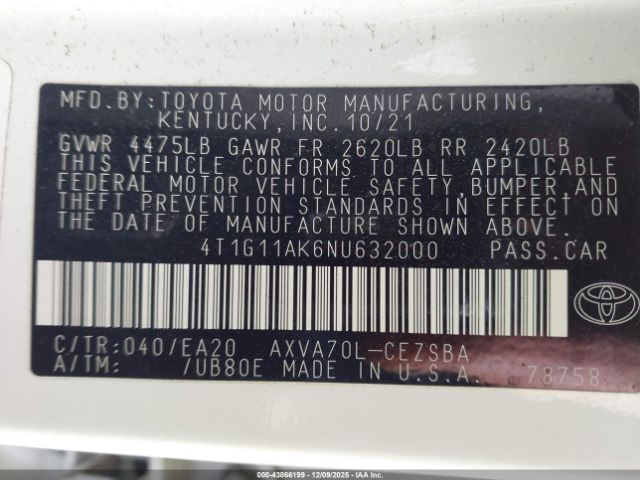 MFD.BY:TOYOTA MOTOR MANUFACTURING,
KENTUCKY,INC.10/21
GVWR 4475LB GAWR FR 2620LB RR 2420LB
THIS VEHICLE CONFORMS TO ALL APPLICABLE
FEDERAL MOTOR VEHICLE SAFETY,BUMPER,AND
THEFT PREVENTION STANDARDS IN EFFECT ON
THE DATE OF MANUFACTURE SHOWN ABOVE.
4T1G11AK6NU632000 PASS.CAR
C/TR:040/EA20 AXVA70L-CEZSBA
A/TM: /UB80E MADE IN U.S.A. 78758
000-43866199 - 12/09/2025 - IAAI.COM